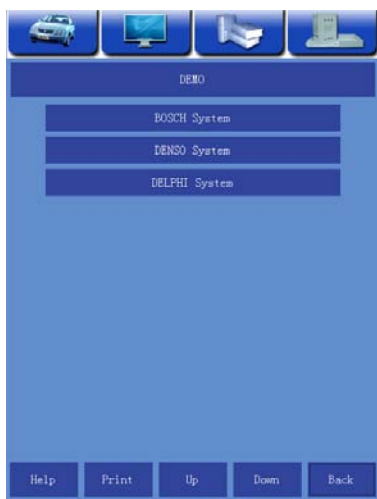 DEMO
BOSCH System
DENSO System
DELPHI System
Help Print Up Down Back